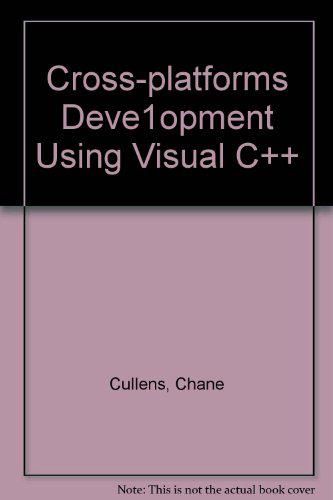 Cross-platforms
Deve1opment
Using Visual C++
Cullens, Chane
Note: This is not the actual book cover